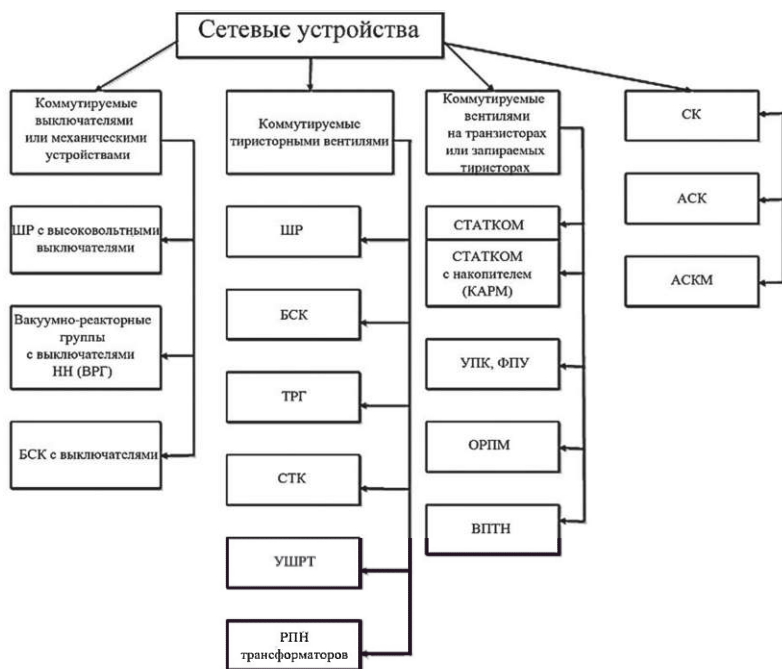 Сетевые устройства
Коммутируемые
выключателями
или механическими
устройствами
ШР с высоковольтными
выключателями
Вакуумно-реакторные
группы
с выключателями
НН (ВРГ)
БСК с выключателями
Коммутируемые
тиристорными вентилями
ШР
БСК
ТРГ
СТК
УШРТ
РПН
трансформаторов
Коммутируемые
вентилями
на транзисторах
или запираемых
тиристорах
СТАТКОМ
СТАТКОМ
с накопителем
(КАРМ)
УПК, ФПУ
ОРПМ
ВПТН
СК
АСК
АСКМ